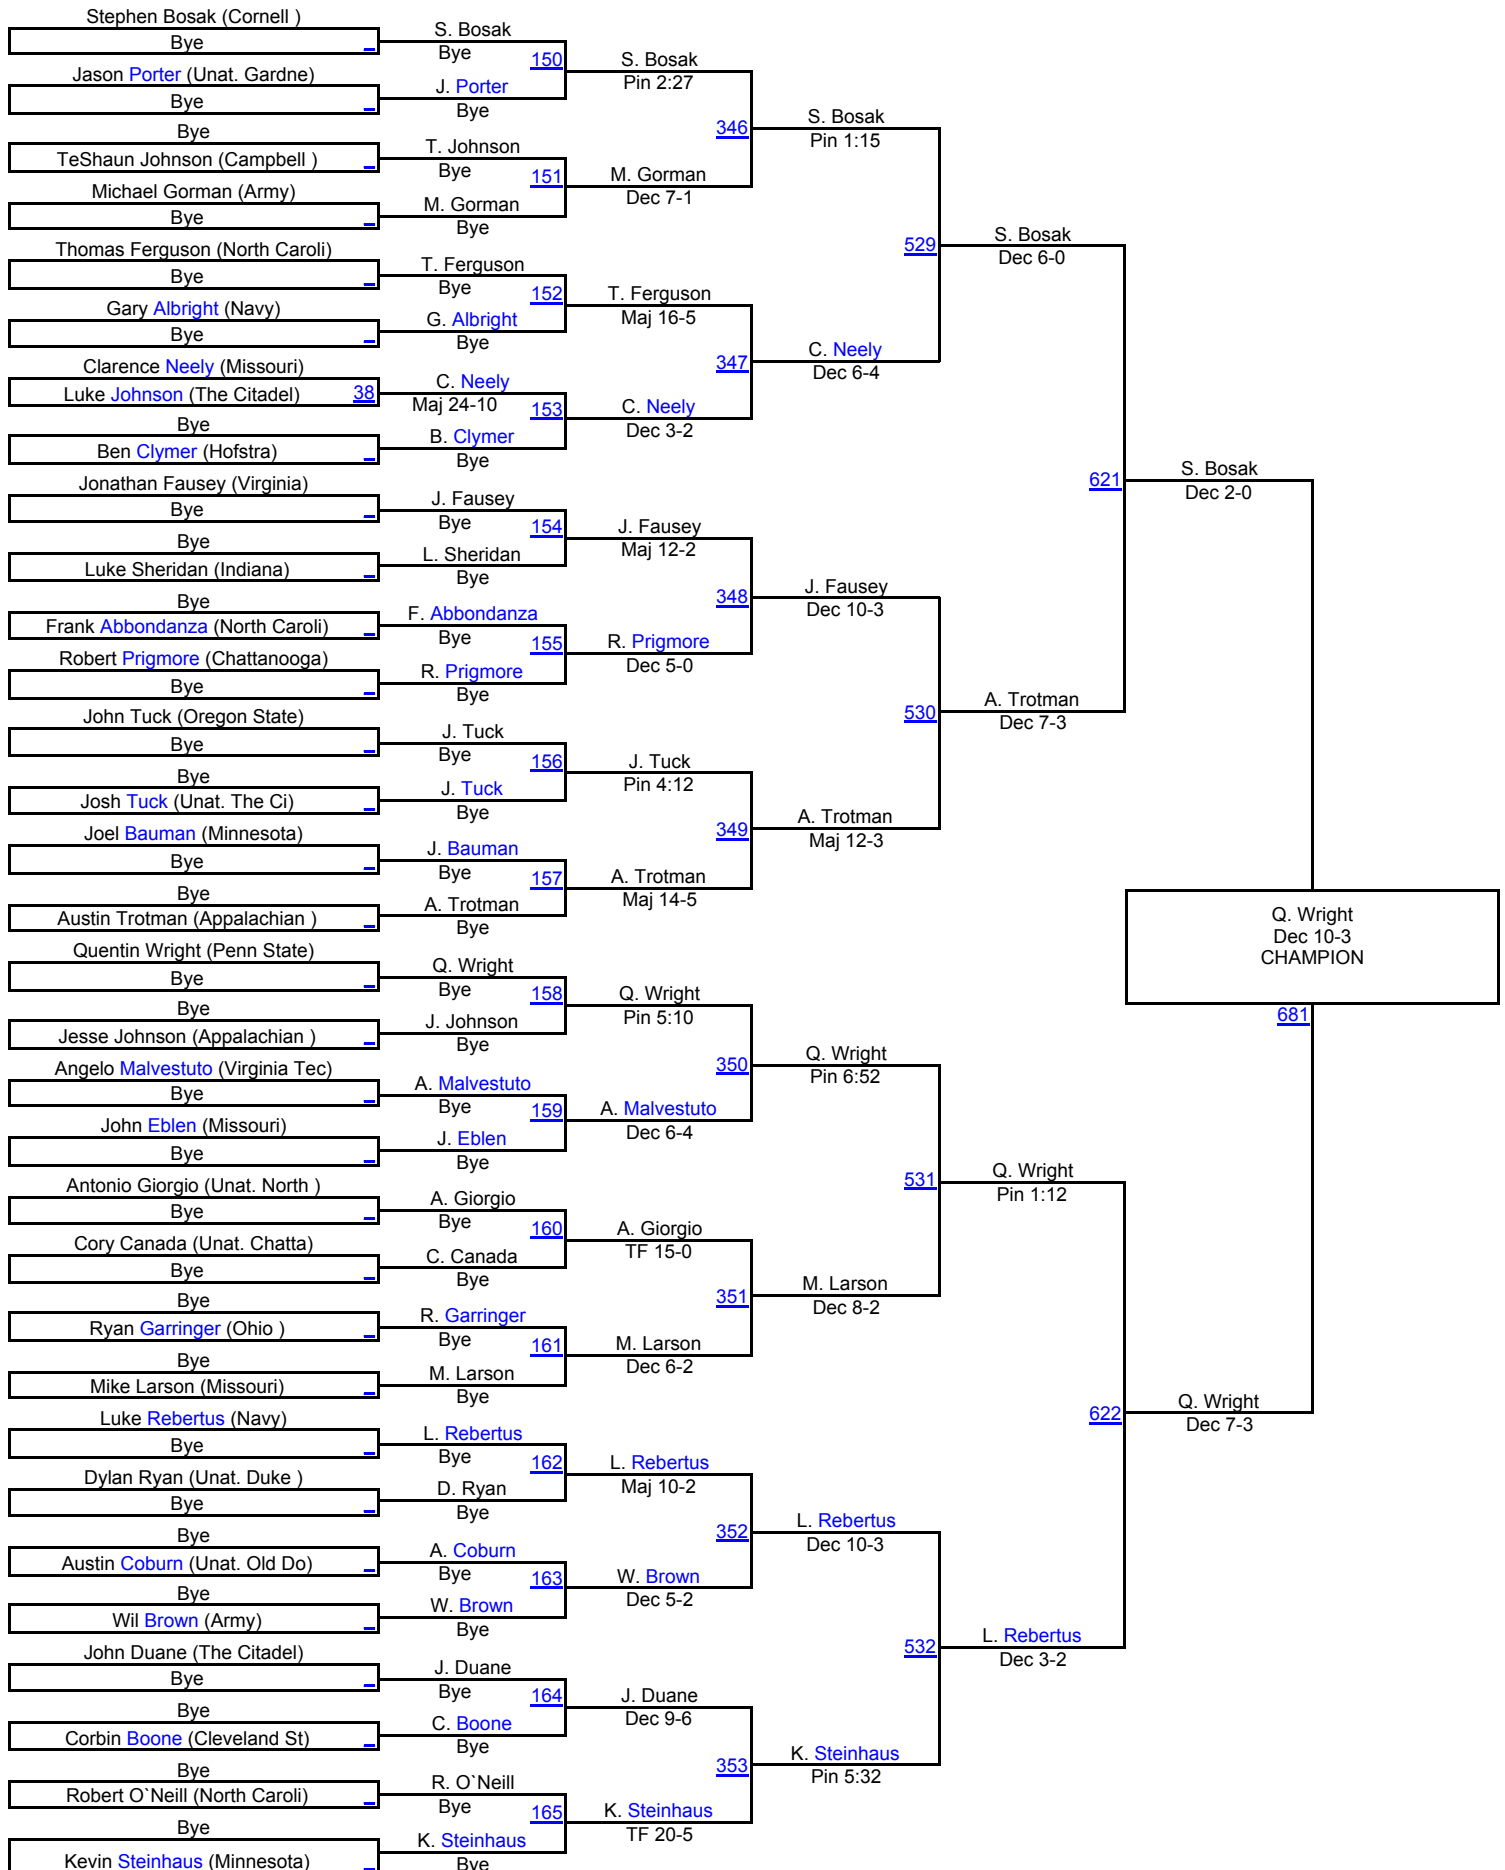 Stephen Bosak (Cornell )
Bye
Jason Porter (Unat. Gardne)
Bye
Bye
TeShaun Johnson (Campbell )
Michael Gorman (Army)
Bye
Thomas Ferguson (North Caroli)
Bye
Gary Albright (Navy)
Bye
Clarence Neely (Missouri)
Luke Johnson (The Citadel) 38
Bye
Ben Clymer (Hofstra)
Jonathan Fausey (Virginia)
Bye
Bye
Luke Sheridan (Indiana)
Bye
Frank Abbondanza (North Caroli)
Robert Prigmore (Chattanooga)
Bye
John Tuck (Oregon State)
Bye
Bye
Josh Tuck (Unat. The Ci)
Joel Bauman (Minnesota)
Bye
Bye
Austin Trotman (Appalachian )
Quentin Wright (Penn State)
Bye
Bye
Jesse Johnson (Appalachian )
Angelo Malvestuto (Virginia Tec)
Bye
John Eblen (Missouri)
Bye
Antonio Giorgio (Unat. North )
Bye
Cory Canada (Unat. Chatta)
Bye
Bye
Ryan Garringer (Ohio )
Bye
Mike Larson (Missouri)
Luke Rebertus (Navy)
Bye
Dylan Ryan (Unat. Duke )
Bye
Bye
Austin Coburn (Unat. Old Do)
Bye
Wil Brown (Army)
John Duane (The Citadel)
Bye
Bye
Corbin Boone (Cleveland St)
Bye
Robert O`Neill (North Caroli)
Bye
Kevin Steinhaus (Minnesota)
S. Bosak
Bye 150
J. Porter
Bye
T. Johnson
Bye 151
M. Gorman
Bye
T. Ferguson
Bye 152
G. Albright
Bye
C. Neely
Maj 24-10 153
B. Clymer
Bye
J. Fausey
Bye 154
L. Sheridan
Bye
F. Abbondanza
Bye 155
R. Prigmore
Bye
J. Tuck
Bye 156
J. Tuck
Bye
J. Bauman
Bye 157
A. Trotman
Bye
Q. Wright
Bye 158
J. Johnson
Bye
A. Malvestuto
Bye 159
J. Eblen
Bye
A. Giorgio
Bye 160
C. Canada
Bye
R. Garringer
Bye 161
M. Larson
Bye
L. Rebertus
Bye 162
D. Ryan
Bye
A. Coburn
Bye 163
W. Brown
Bye
J. Duane
Bye 164
C. Boone
Bye
R. O`Neill
Bye 165
K. Steinhaus
Bye
S. Bosak
Pin 2:27
346
M. Gorman
Dec 7-1
T. Ferguson
Maj 16-5
347
C. Neely
Dec 3-2
J. Fausey
Maj 12-2
348
R. Prigmore
Dec 5-0
J. Tuck
Pin 4:12
349
A. Trotman
Maj 14-5
Q. Wright
Pin 5:10
350
A. Malvestuto
Dec 6-4
A. Giorgio
TF 15-0
351
M. Larson
Dec 6-2
L. Rebertus
Maj 10-2
352
W. Brown
Dec 5-2
J. Duane
Dec 9-6
353
K. Steinhaus
TF 20-5
S. Bosak
Pin 1:15
529
C. Neely
Dec 6-4
J. Fausey
Dec 10-3
530
A. Trotman
Maj 12-3
Q. Wright
Pin 6:52
531
M. Larson
Dec 8-2
L. Rebertus
Dec 10-3
532
K. Steinhaus
Pin 5:32
S. Bosak
Dec 6-0
621
A. Trotman
Dec 7-3
Q. Wright
Pin 1:12
622
L. Rebertus
Dec 3-2
S. Bosak
Dec 2-0
Q. Wright
Dec 10-3
CHAMPION
681
Q. Wright
Dec 7-3